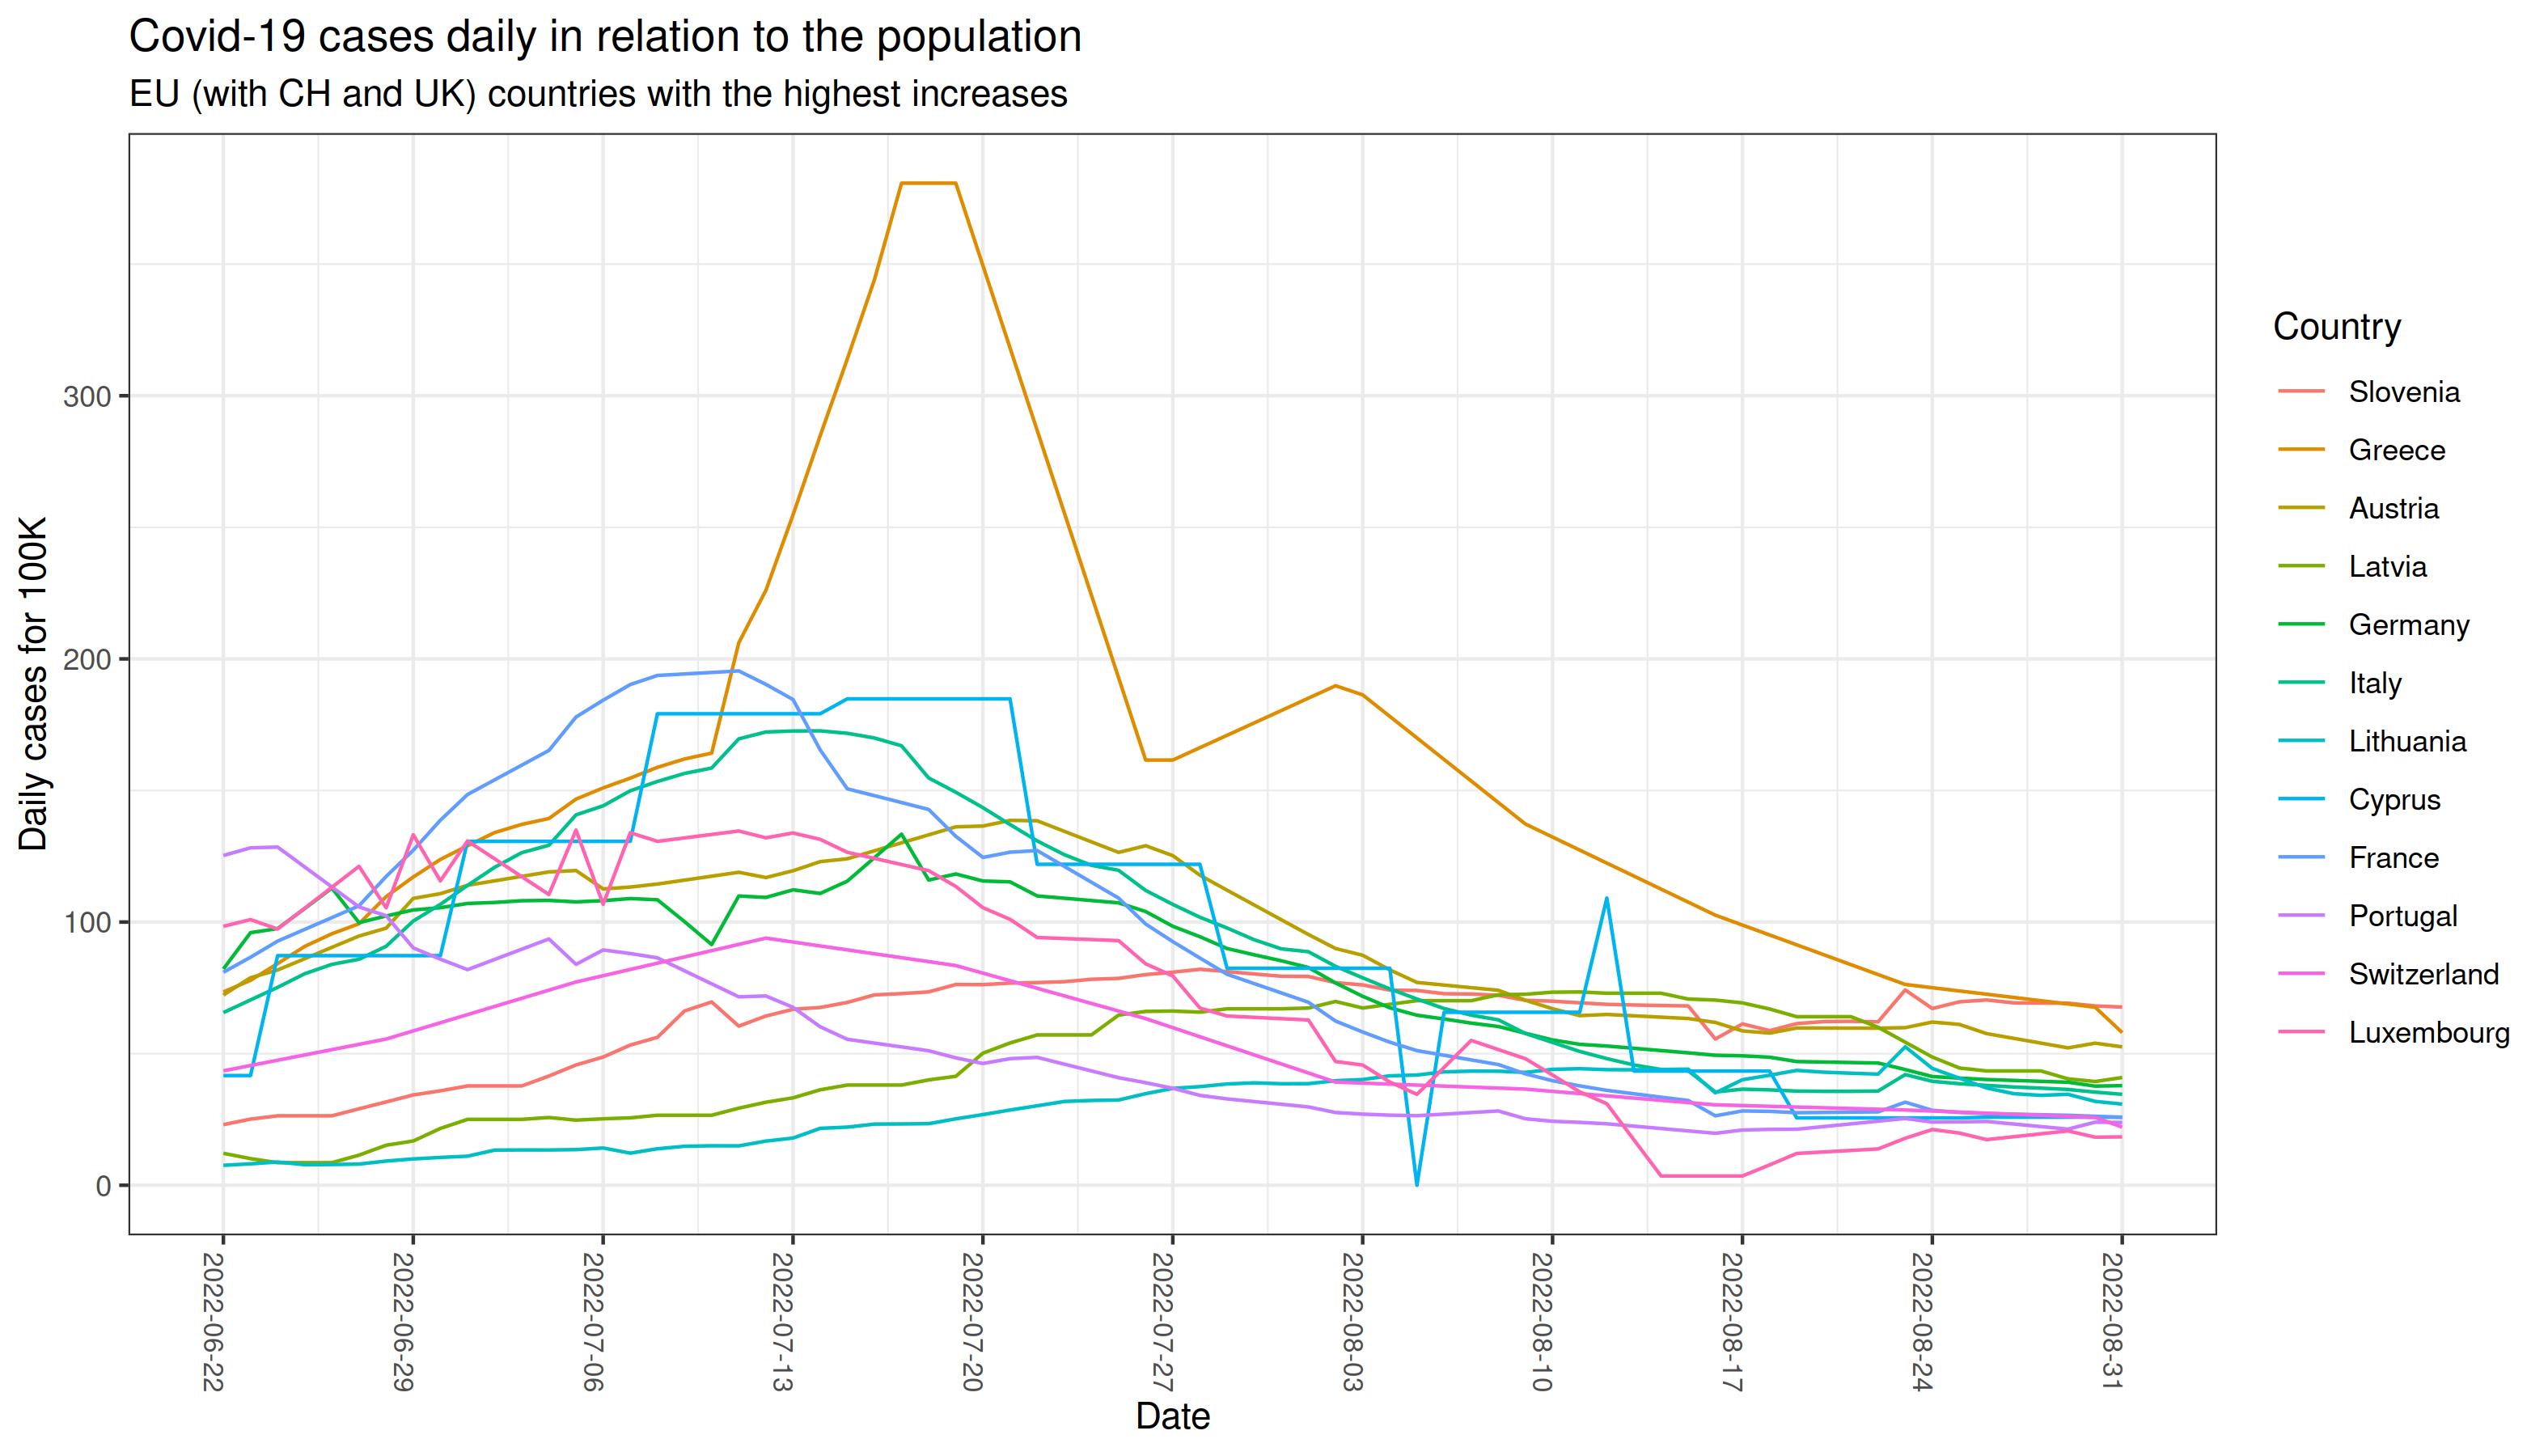 Covid-19 cases daily in relation to the population
EU (with CH and UK) countries with the highest increases
Daily cases for 100K
300
200
100
0
2022-06-22
2022-06-29
2022-07-06
2022-07-13
2022-07-20
2022-07-27
2022-08-03
2022-08-10
2022-08-17
2022-08-24
2022-08-31
Date
Country
Slovenia
Greece
Austria
Latvia
Germany
Italy
Lithuania
Cyprus
France
Portugal
Switzerland
Luxembourg